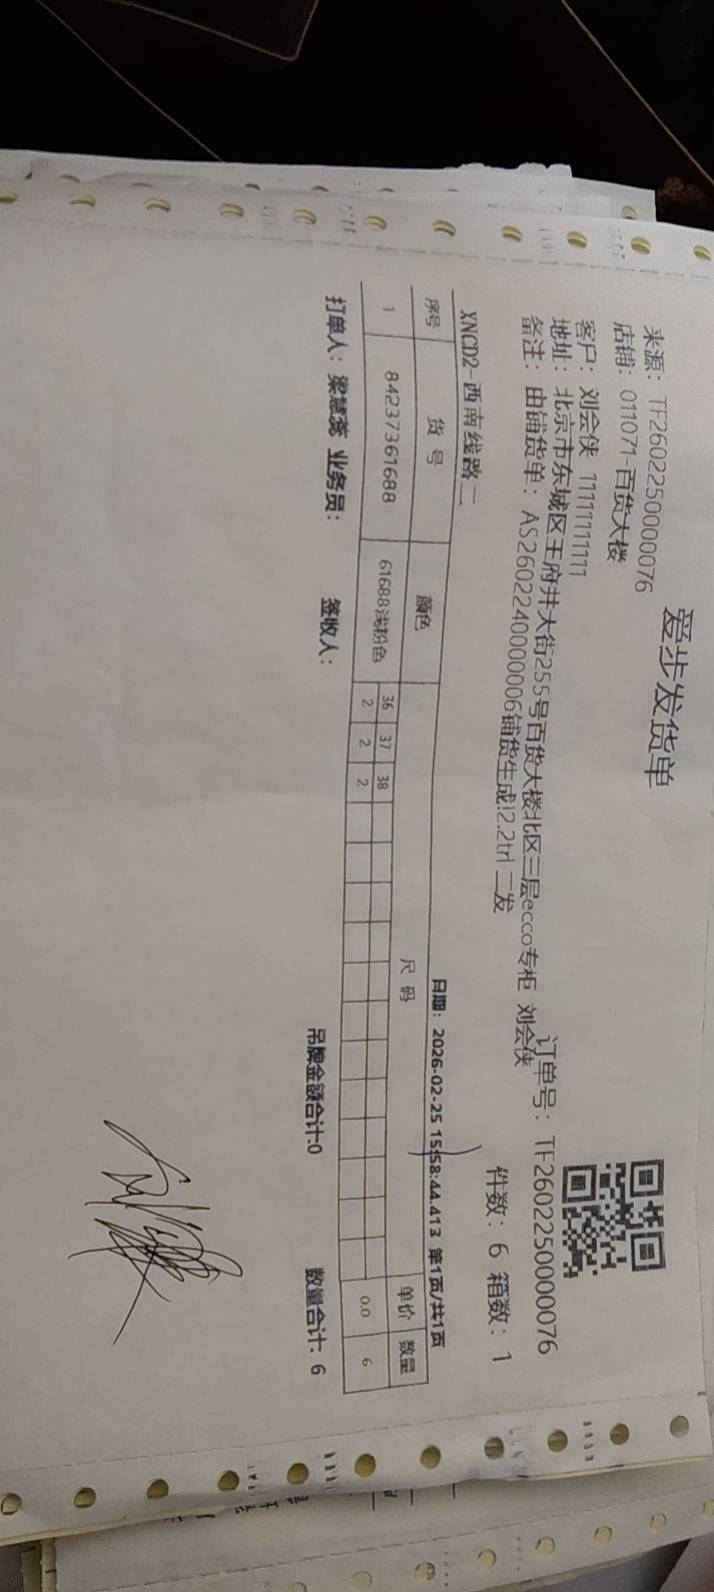 爱步发货单
来源：TF2602250000076
店铺：011071-百货大楼
订单号：TF2602250000076
客户：刘会侠 11111111111
地址：北京市东城区王府井大街255号百货大楼北区三层ecco专柜 刘会侠
备注：由铺货单：AS2602240000006铺货生成!2.2trl 二发
件数：6 箱数：1
XNCD2-西南线路二
日期：2026-02-25 15:58:44.413 第1页/共1页
序号 货号 颜色 尺码 单价 数量
1 84237361688 61688浅粉色 36 37 38 0.0 6
2 2 2
吊牌金额合计:0 数量合计: 6
打单人：梁慧蕊 业务员： 签收人：